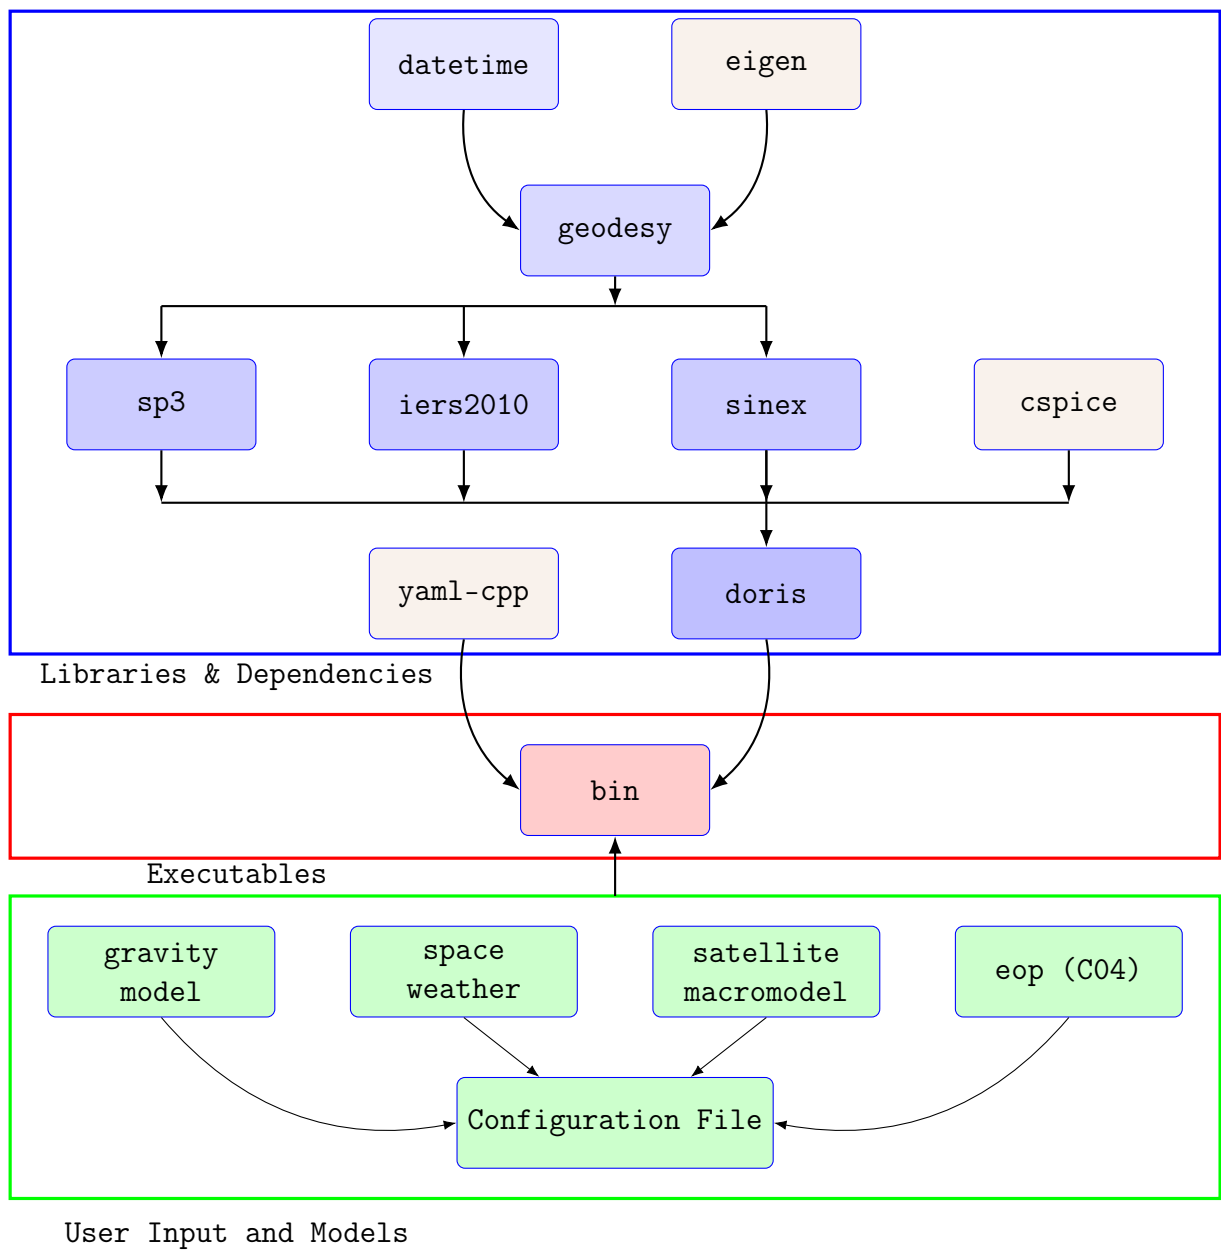 datetime
eigen
geodesy
sp3
iers2010
sinex
cspice
yaml-cpp
doris
Libraries & Dependencies
bin
Executables
gravity
model
space
weather
satellite
macromodel
eop (C04)
Configuration File
User Input and Models